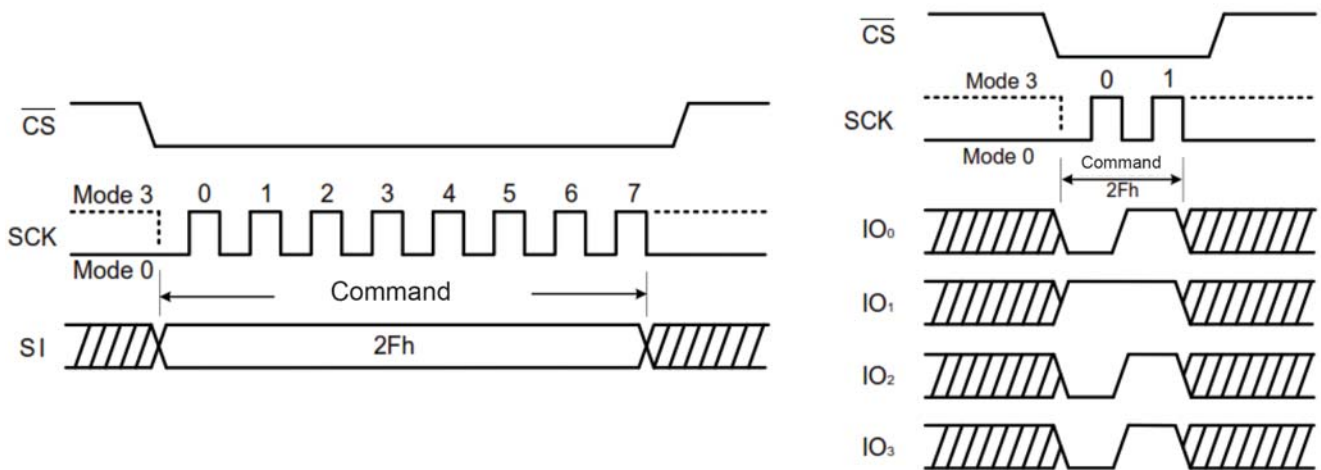 CS
Mode 3 0 1 2 3 4 5 6 7
SCK
Mode 0
Command
SI 2Fh
CS
Mode 3 0 1
SCK
Mode 0 Command
2Fh
IO₀
IO₁
IO₂
IO₃